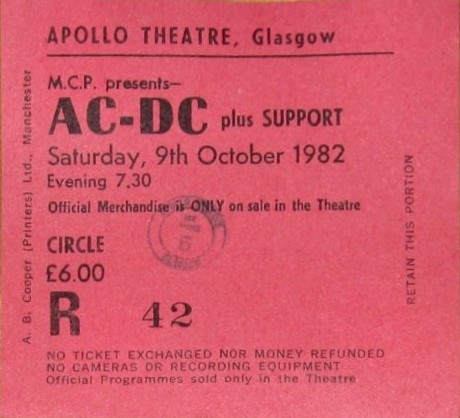 APOLLO THEATRE, Glasgow
M.C.P. presents—
AC-DC plus SUPPORT
Saturday, 9th October 1982
Evening 7.30
Official Merchandise is ONLY on sale in the Theatre
CIRCLE
£6.00
R 42
NO TICKET EXCHANGED NOR MONEY REFUNDED
NO CAMERAS OR RECORDING EQUIPMENT
Official Programmes sold only in the Theatre
A. B. Cooper (Printers) Ltd., Manchester
RETAIN THIS PORTION